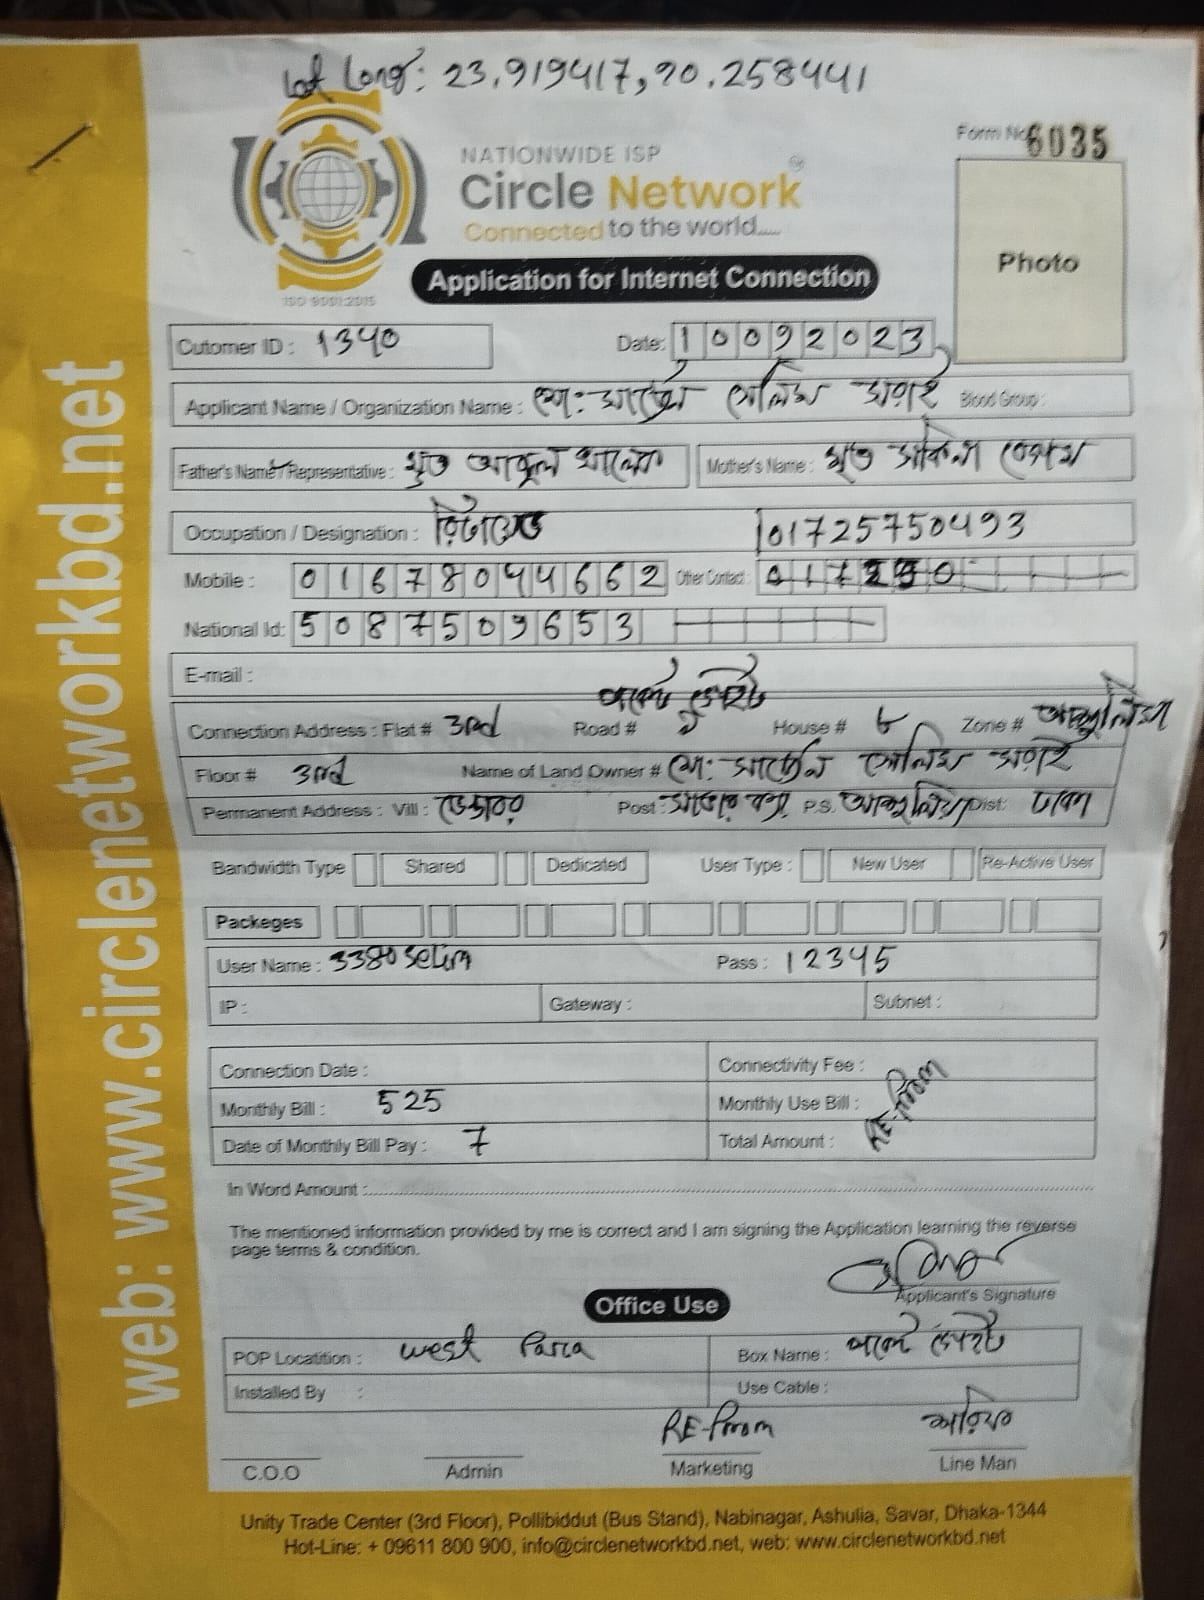 Lat Long: 23.919417, 90.258441
Form No 6035
NATIONWIDE ISP
Circle Network
Connected to the world.....
ISO 9001:2015
Photo
Application for Internet Connection
Cutomer ID : 1340
Date: 10092023
Applicant Name / Organization Name : মো: সার্জেন্ট সেলিম Blood Group :
Father's Name / Representative : মৃত আব্দুল খালেক Mother's Name : মৃত বেগম
Occupation / Designation : 01725750493
Mobile : 01678044662 Other Contact :
National Id: 5087509653
E-mail :
গেইট
Connection Address : Flat # 3rd Road # House # ৮ Zone # আশুলিয়া
Floor # 3rd Name of Land Owner # মো: সার্জেন্ট সেলিম
Permanent Address : Vill : ডেন্ডাবর Post : P.S. আশুলিয়া Dist: ঢাকা
Bandwidth Type Shared Dedicated User Type : New User Re-Active User
Packeges
User Name : 3380 Selim Pass : 12345
IP : Gateway : Subnet :
Connection Date : Connectivity Fee :
Monthly Bill : 525 Monthly Use Bill : RE-from
Date of Monthly Bill Pay : 7 Total Amount :
In Word Amount :
The mentioned information provided by me is correct and I am signing the Application learning the reverse
page terms & condition.
Applicant's Signature
Office Use
POP Locatition : West Para Box Name : গেইট
Installed By : Use Cable :
RE-from আরিফ
C.O.O Admin Marketing Line Man
Unity Trade Center (3rd Floor), Pollibiddut (Bus Stand), Nabinagar, Ashulia, Savar, Dhaka-1344
Hot-Line: + 09611 800 900, info@circlenetworkbd.net, web: www.circlenetworkbd.net
web: www.circlenetworkbd.net